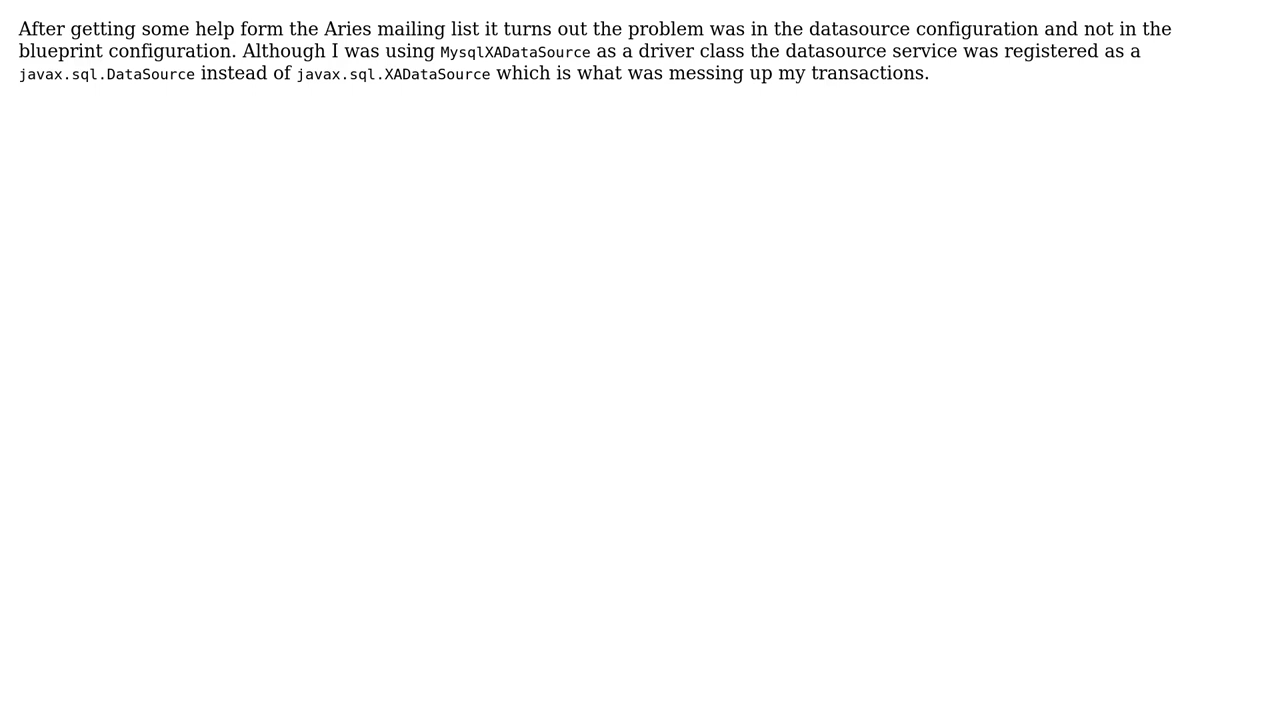 After getting some help form the Aries mailing list it turns out the problem was in the datasource configuration and not in the
blueprint configuration. Although I was using MysqlXADataSource as a driver class the datasource service was registered as a
javax.sql.DataSource instead of javax.sql.XADataSource which is what was messing up my transactions.